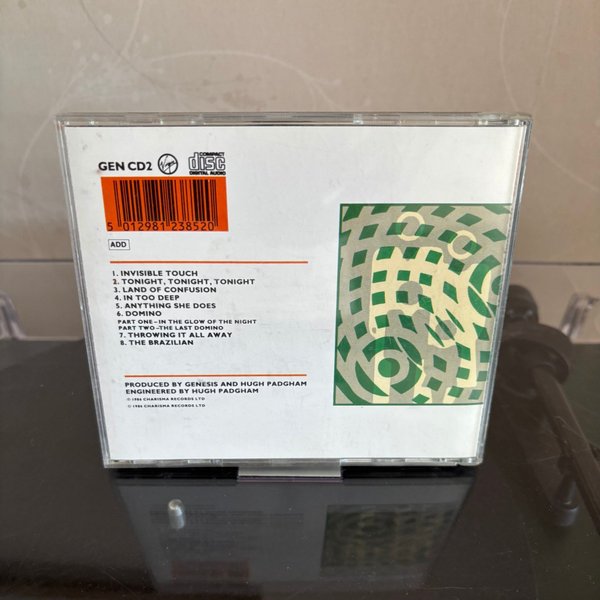 GEN CD2 Virgin COMPACT disc DIGITAL AUDIO
5 012981 238520
ADD
1. INVISIBLE TOUCH
2. TONIGHT, TONIGHT, TONIGHT
3. LAND OF CONFUSION
4. IN TOO DEEP
5. ANYTHING SHE DOES
6. DOMINO
PART ONE–IN THE GLOW OF THE NIGHT
PART TWO–THE LAST DOMINO
7. THROWING IT ALL AWAY
8. THE BRAZILIAN
PRODUCED BY GENESIS AND HUGH PADGHAM
ENGINEERED BY HUGH PADGHAM
℗ 1986 CHARISMA RECORDS LTD
© 1986 CHARISMA RECORDS LTD